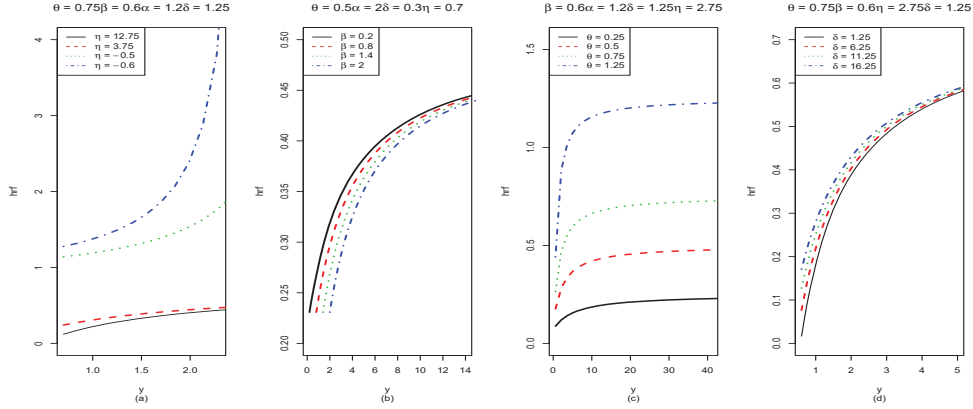 θ = 0.75β = 0.6α = 1.2δ = 1.25
η = 12.75
η = 3.75
η = −0.5
η = −0.6
hrf
0
1
2
3
4
1.0
1.5
2.0
y
(a)
θ = 0.5α = 2δ = 0.3η = 0.7
β = 0.2
β = 0.8
β = 1.4
β = 2
hrf
0.20
0.25
0.30
0.35
0.40
0.45
0.50
0
2
4
6
8
10
12
14
y
(b)
β = 0.6α = 1.2δ = 1.25η = 2.75
θ = 0.25
θ = 0.5
θ = 0.75
θ = 1.25
hrf
0.0
0.5
1.0
1.5
0
10
20
30
40
y
(c)
θ = 0.75β = 0.6η = 2.75δ = 1.25
δ = 1.25
δ = 6.25
δ = 11.25
δ = 16.25
hrf
0.0
0.1
0.2
0.3
0.4
0.5
0.6
0.7
1
2
3
4
5
y
(d)